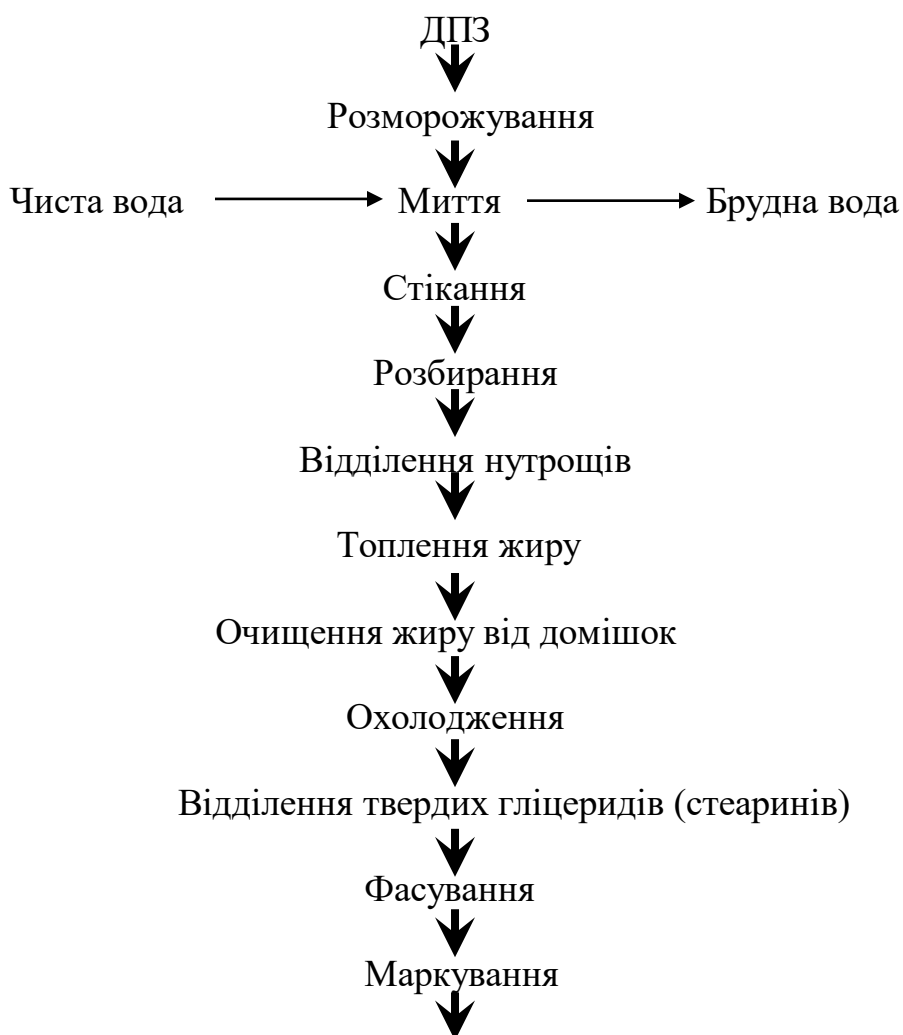 ДПЗ
Розморожування
Чиста вода Миття Брудна вода
Стікання
Розбирання
Відділення нутрощів
Топлення жиру
Очищення жиру від домішок
Охолодження
Відділення твердих гліцеридів (стеаринів)
Фасування
Маркування